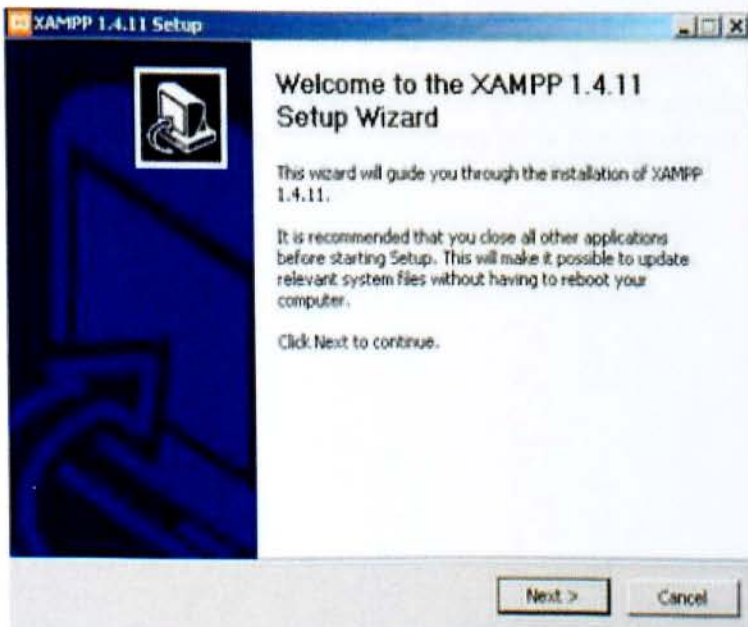 XAMPP 1.4.11 Setup
Welcome to the XAMPP 1.4.11
Setup Wizard
This wizard will guide you through the installation of XAMPP
1.4.11.
It is recommended that you close all other applications
before starting Setup. This will make it possible to update
relevant system files without having to reboot your
computer.
Click Next to continue.
Next >
Cancel